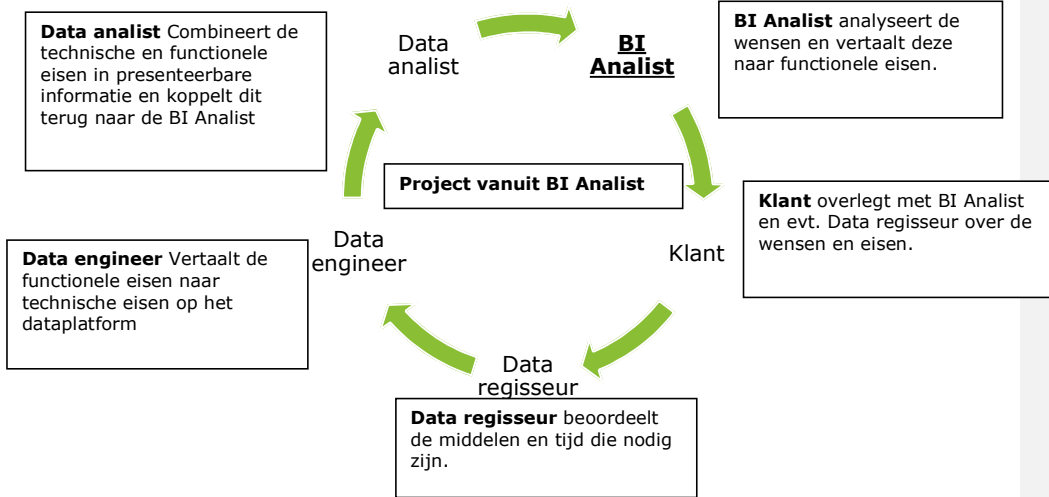 Data analist Combineert de
technische en functionele
eisen in presenteerbare
informatie en koppelt dit
terug naar de BI Analist
Data
analist
BI
Analist
BI Analist analyseert de
wensen en vertaalt deze
naar functionele eisen.
Project vanuit BI Analist
Klant overlegt met BI Analist
en evt. Data regisseur over de
wensen en eisen.
Data engineer Vertaalt de
functionele eisen naar
technische eisen op het
dataplatform
Data
engineer
Klant
Data
regisseur
Data regisseur beoordeelt
de middelen en tijd die nodig
zijn.